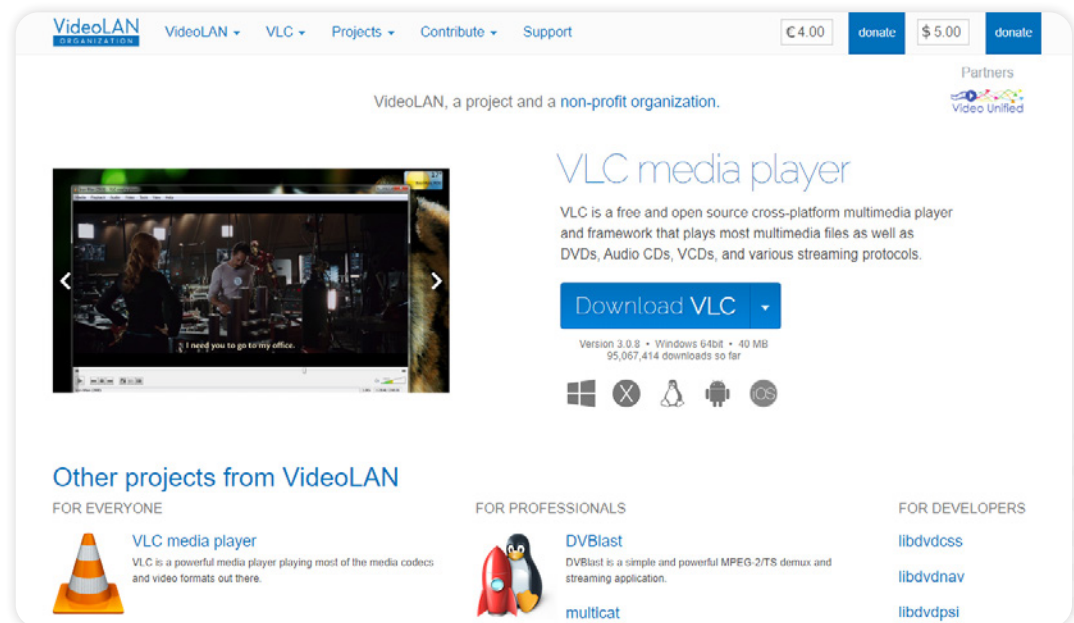 VideoLAN
ORGANIZATION
VideoLAN
VLC
Projects
Contribute
Support
€ 4.00
donate
$ 5.00
donate
Partners
Video Unified
VideoLAN, a project and a non-profit organization.
VLC media player
VLC is a free and open source cross-platform multimedia player
and framework that plays most multimedia files as well as
DVDs, Audio CDs, VCDs, and various streaming protocols.
I need you to go to my office.
Download VLC
Version 3.0.8 • Windows 64bit • 40 MB
95,067,414 downloads so far
X
iOS
Other projects from VideoLAN
FOR EVERYONE
VLC media player
VLC is a powerful media player playing most of the media codecs
and video formats out there.
FOR PROFESSIONALS
DVBlast
DVBlast is a simple and powerful MPEG-2/TS demux and
streaming application.
multicat
FOR DEVELOPERS
libdvdcss
libdvdnav
libdvdpsi